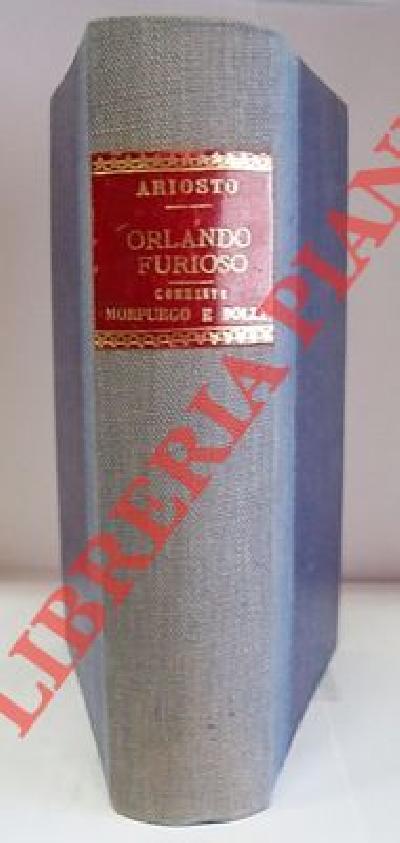 ARIOSTO
ORLANDO
FURIOSO
COMMENTO
MORPURGO E BOLLA
LIBRERIA PIANI